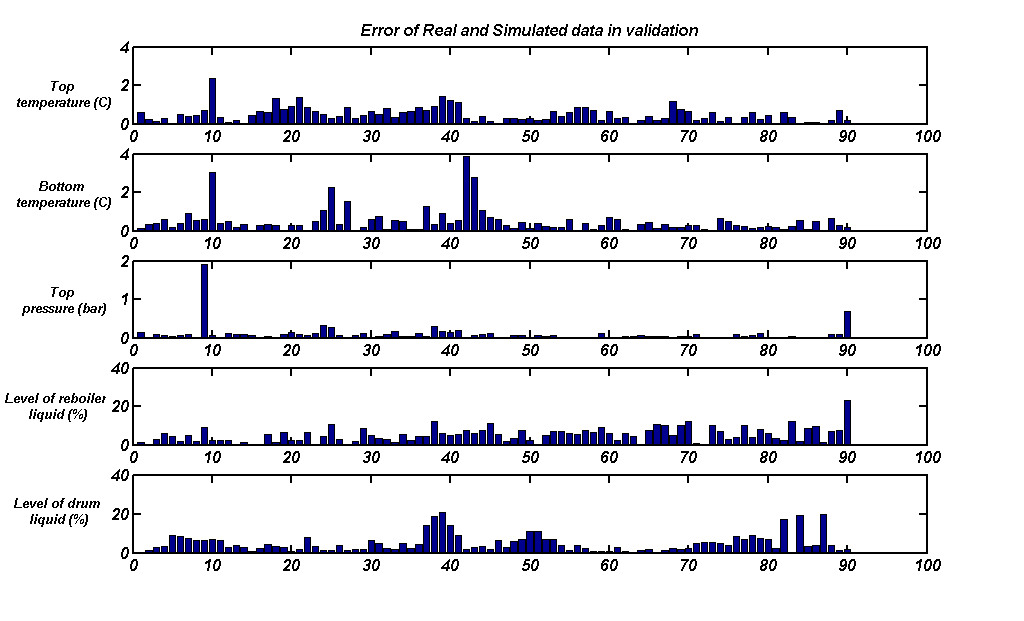 Error of Real and Simulated data in validation
4
2
0
Top
temperature (C)
0 10 20 30 40 50 60 70 80 90 100
4
2
0
Bottom
temperature (C)
0 10 20 30 40 50 60 70 80 90 100
2
1
0
Top
pressure (bar)
0 10 20 30 40 50 60 70 80 90 100
40
20
0
Level of reboiler
liquid (%)
0 10 20 30 40 50 60 70 80 90 100
40
20
0
Level of drum
liquid (%)
0 10 20 30 40 50 60 70 80 90 100